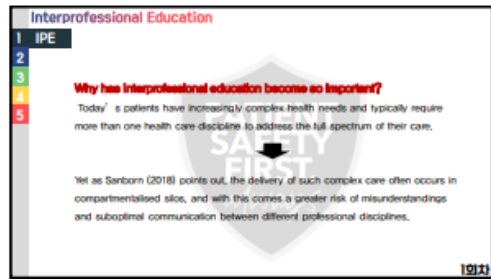 Interprofessional Education
1 IPE
2
3
4
5
Why has interprofessional education become so important?
Today's patients have increasingly complex health needs and typically require
more than one health care discipline to address the full spectrum of their care.
Yet as Sanborn (2018) points out, the delivery of such complex care often occurs in
compartmentalised silos, and with this comes a greater risk of misunderstandings
and suboptimal communication between different professional disciplines.
PATIENT
SAFETY
FIRST
1회차